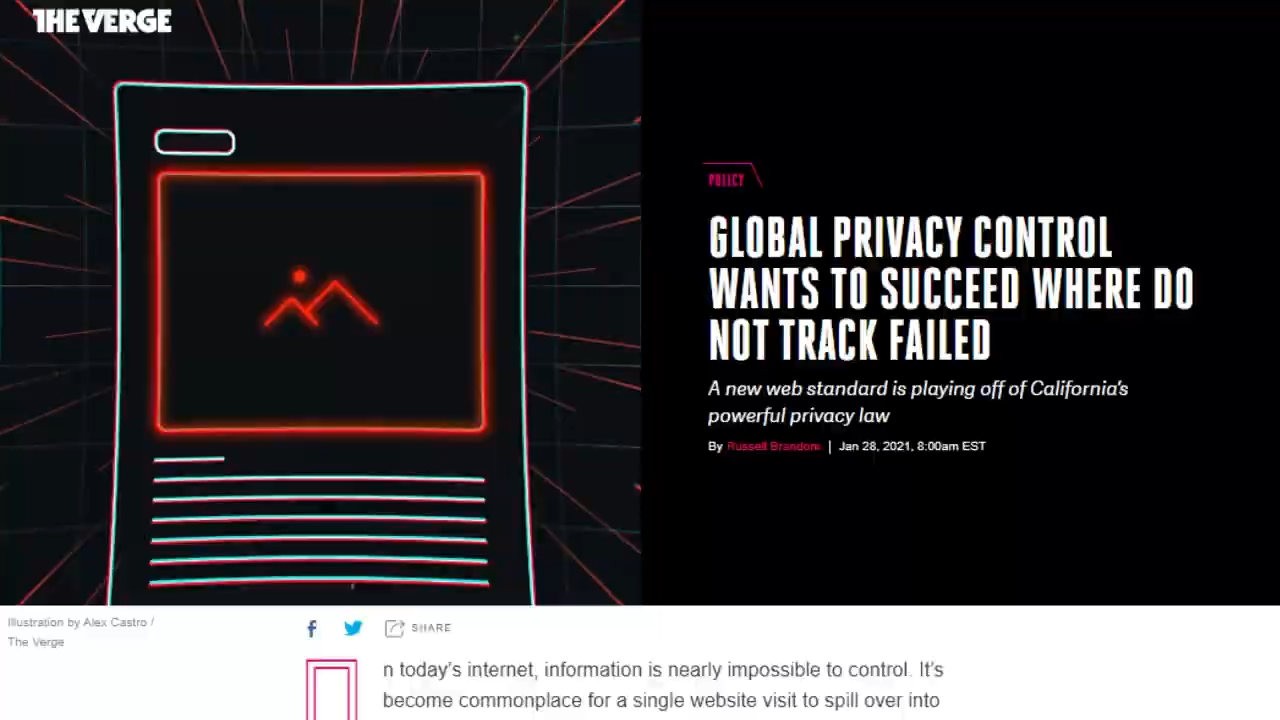 THE VERGE
POLICY
GLOBAL PRIVACY CONTROL
WANTS TO SUCCEED WHERE DO
NOT TRACK FAILED
A new web standard is playing off of California's
powerful privacy law
By Russell Brandom | Jan 28, 2021, 8:00am EST
Illustration by Alex Castro /
The Verge
SHARE
n today's internet, information is nearly impossible to control. It's
become commonplace for a single website visit to spill over into